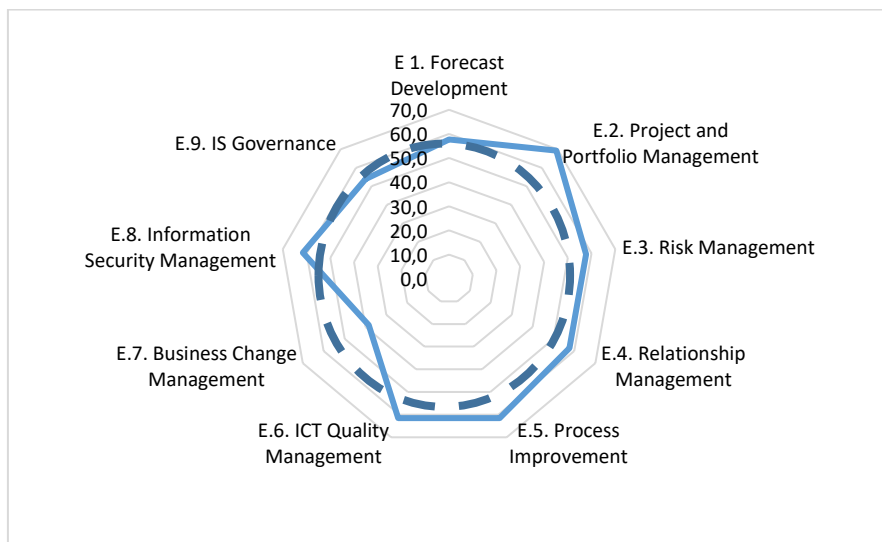 E 1. Forecast
Development
70,0
60,0
50,0
40,0
30,0
20,0
10,0
0,0
E.2. Project and
Portfolio Management
E.3. Risk Management
E.4. Relationship
Management
E.5. Process
Improvement
E.6. ICT Quality
Management
E.7. Business Change
Management
E.8. Information
Security Management
E.9. IS Governance